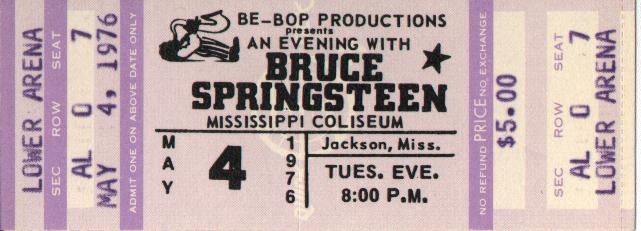 LOWER ARENA
SEC ROW SEAT
AL O 7
MAY 4, 1976
ADMIT ONE ON ABOVE DATE ONLY
BE-BOP PRODUCTIONS
presents
AN EVENING WITH
BRUCE
SPRINGSTEEN
MISSISSIPPI COLISEUM
MAY
4
1976
Jackson, Miss.
TUES. EVE.
8:00 P.M.
NO REFUND PRICE NO EXCHANGE
$5.00
SEC ROW SEAT
AL O 7
LOWER ARENA